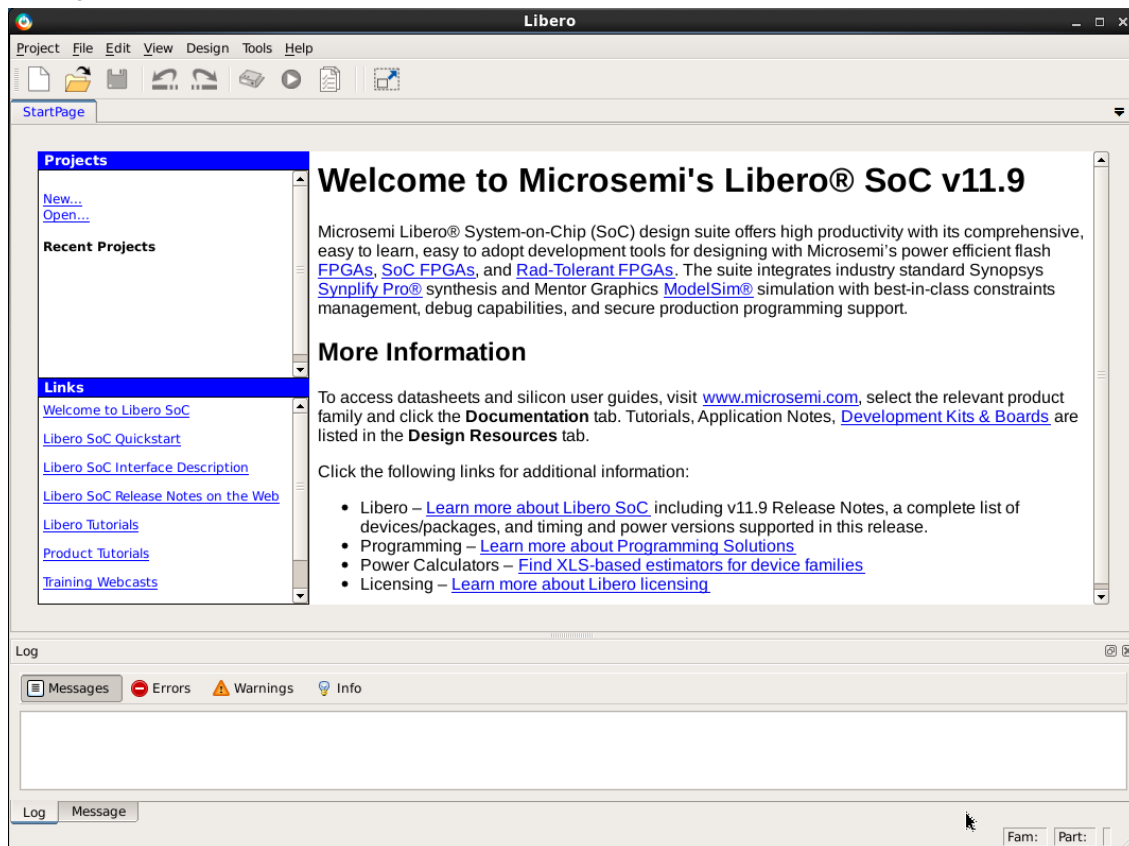 Libero
Project File Edit View Design Tools Help
StartPage
Projects
New...
Open...
Recent Projects
Links
Welcome to Libero SoC
Libero SoC Quickstart
Libero SoC Interface Description
Libero SoC Release Notes on the Web
Libero Tutorials
Product Tutorials
Training Webcasts
Welcome to Microsemi's Libero® SoC v11.9
Microsemi Libero® System-on-Chip (SoC) design suite offers high productivity with its comprehensive,
easy to learn, easy to adopt development tools for designing with Microsemi's power efficient flash
FPGAs, SoC FPGAs, and Rad-Tolerant FPGAs. The suite integrates industry standard Synopsys
Synplify Pro® synthesis and Mentor Graphics ModelSim® simulation with best-in-class constraints
management, debug capabilities, and secure production programming support.
More Information
To access datasheets and silicon user guides, visit www.microsemi.com, select the relevant product
family and click the Documentation tab. Tutorials, Application Notes, Development Kits & Boards are
listed in the Design Resources tab.
Click the following links for additional information:
• Libero – Learn more about Libero SoC including v11.9 Release Notes, a complete list of
devices/packages, and timing and power versions supported in this release.
• Programming – Learn more about Programming Solutions
• Power Calculators – Find XLS-based estimators for device families
• Licensing – Learn more about Libero licensing
Log
Messages Errors Warnings Info
Log Message
Fam: Part: